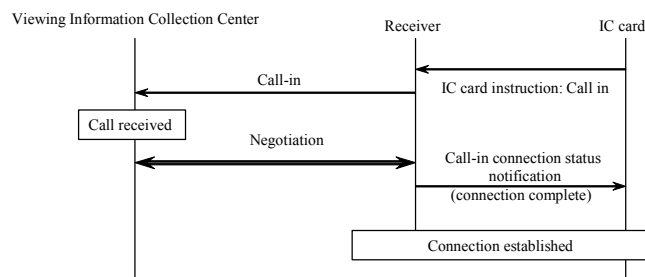 Viewing Information Collection Center
Receiver
IC card
Call-in
IC card instruction: Call in
Call received
Negotiation
Call-in connection status
notification
(connection complete)
Connection established